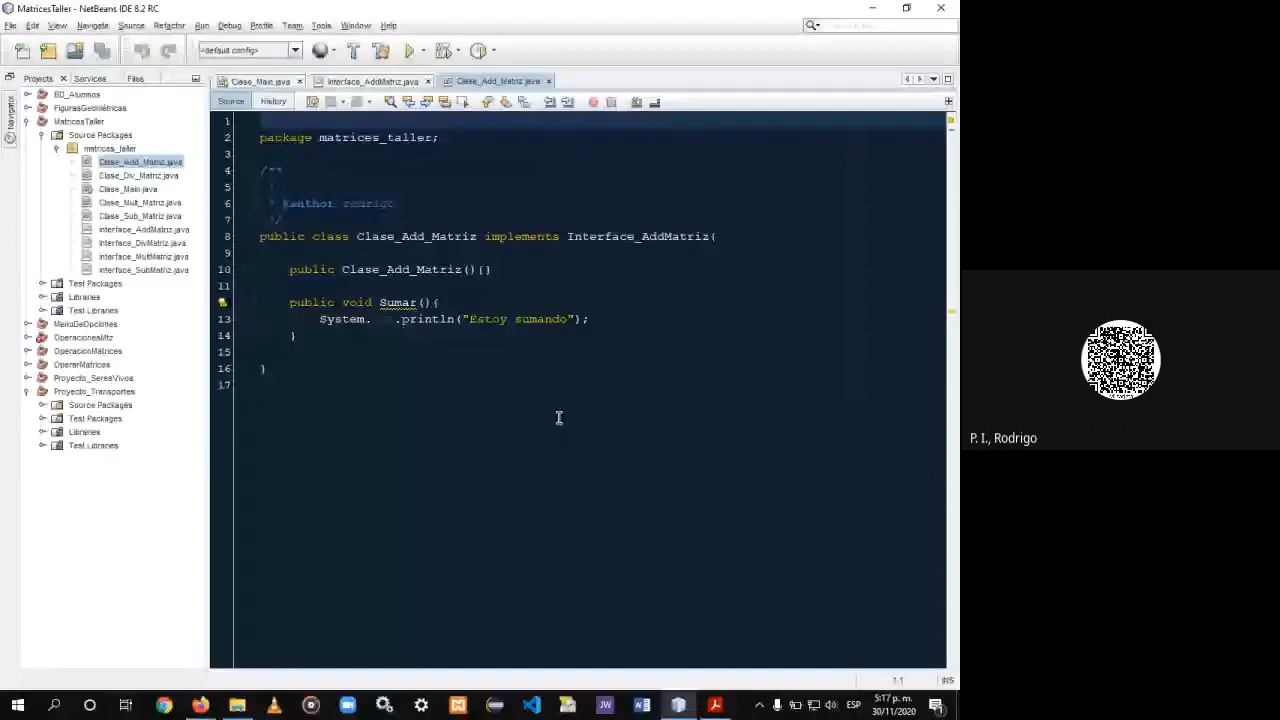 MatricesTaller - NetBeans IDE 8.2 RC
File Edit View Navigate Source Refactor Run Debug Profile Team Tools Window Help
<default config>
Projects Services Files
Clase_Main.java Interface_AddMatriz.java Clase_Add_Matriz.java
Navigator
Source History
BD_Alumnos
FigurasGeométricas
MatricesTaller
Source Packages
matrices_taller
Clase_Add_Matriz.java
Clase_Div_Matriz.java
Clase_Main.java
Clase_Mult_Matriz.java
Clase_Sub_Matriz.java
Interface_AddMatriz.java
Interface_DivMatriz.java
Interface_MultMatriz.java
Interface_SubMatriz.java
Test Packages
Libraries
Test Libraries
MenuDeOpciones
OperacionesMtz
OperacionMatrices
OperarMatrices
Proyecto_SeresVivos
Proyecto_Transportes
Source Packages
Test Packages
Libraries
Test Libraries
1
2 package matrices_taller;
3
4 /**
5 *
6 * @author rodrigo
7 */
8 public class Clase_Add_Matriz implements Interface_AddMatriz{
9
10 public Clase_Add_Matriz(){}
11
public void Sumar(){
13 System. .println("Estoy sumando");
14 }
15
16 }
17
1:1 INS
P. I., Rodrigo
JW
ESP
5:17 p. m.
30/11/2020